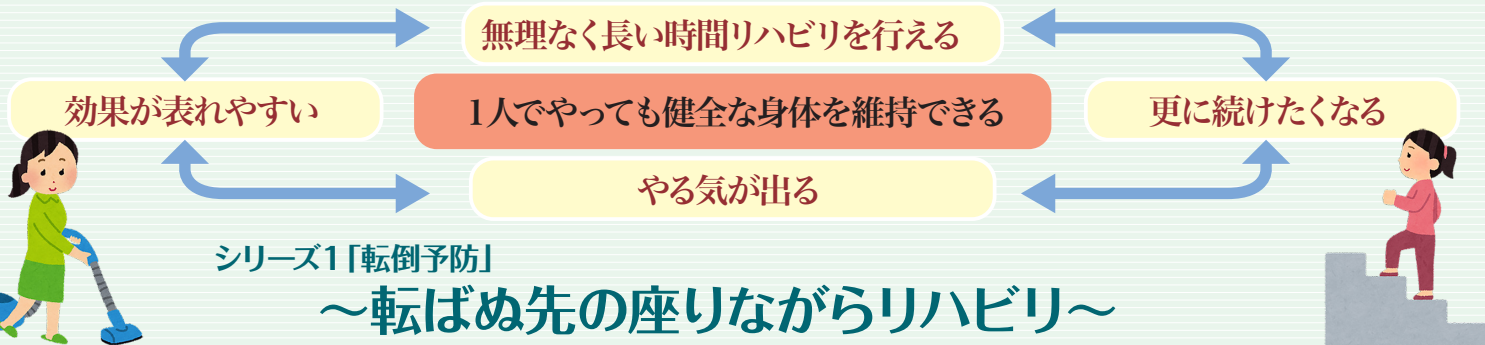 無理なく長い時間リハビリを行える
効果が表れやすい
1人でやっても健全な身体を維持できる
更に続けたくなる
やる気が出る
シリーズ1「転倒予防」
～転ばぬ先の座りながらリハビリ～